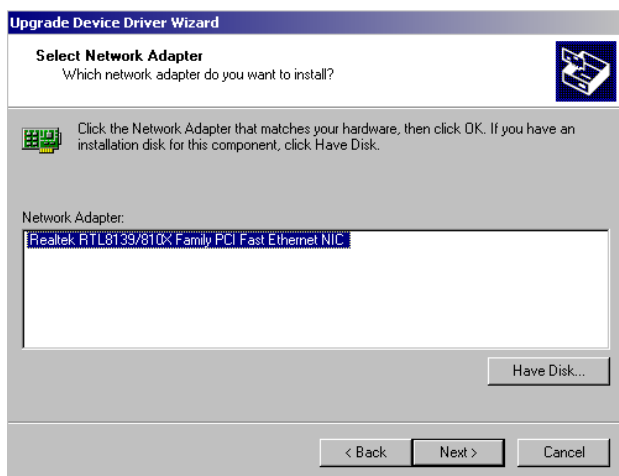 Upgrade Device Driver Wizard
Select Network Adapter
Which network adapter do you want to install?
Click the Network Adapter that matches your hardware, then click OK. If you have an
installation disk for this component, click Have Disk.
Network Adapter:
Realtek RTL8139/810X Family PCI Fast Ethernet NIC
Have Disk...
< Back
Next >
Cancel